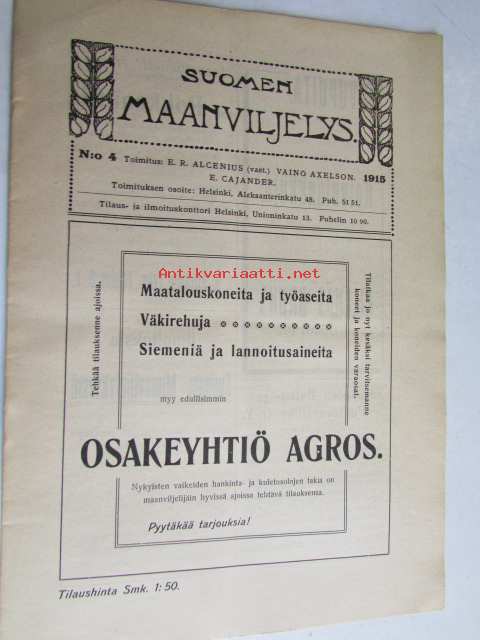 SUOMEN
MAANVILJELYS.
N:o 4 Toimitus: E. R. ALCENIUS (vast.) VAINO AXELSON. 1915
E. CAJANDER.
Toimituksen osoite: Helsinki, Aleksanterinkatu 48. Puh. 51 51.
Tilaus- ja ilmoituskonttori Helsinki, Unioninkatu 13. Puhelin 10 90.
Antikvariaatti.net
Tehkää tilauksenne ajoissa.
Maatalouskoneita ja työaseita
Väkirehuja
Siemeniä ja lannoitusaineita
Tilatkaa jo nyt kesäksi tarvitsemanne
koneet ja koneiden varaosat.
myy edullisimmin
OSAKEYHTIÖ AGROS.
Nykyisten vaikeiden hankinta- ja kuletusolojen takia on
maanviljelijäin hyvissä ajoissa tehtävä tilauksensa.
Pyytäkää tarjouksia!
Tilaushinta Smk. 1: 50.